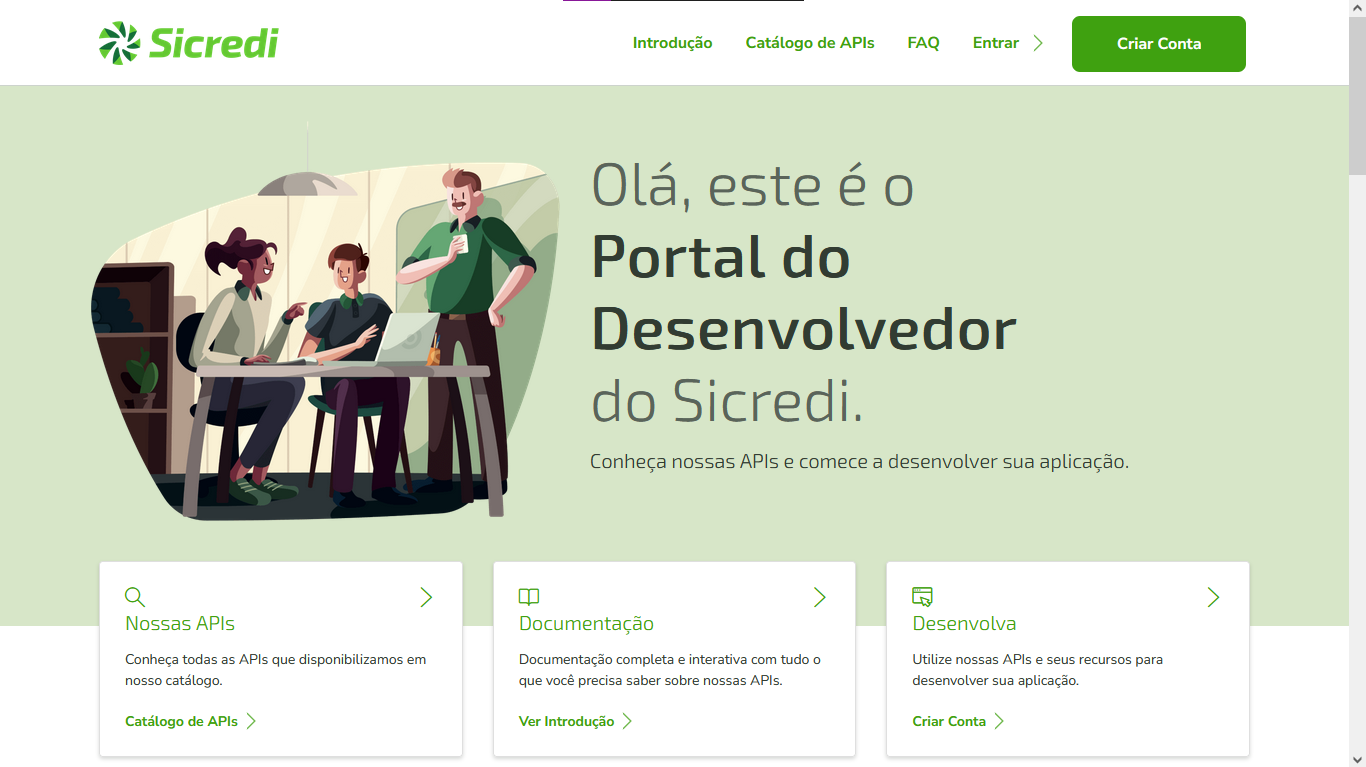 Sicredi
Introdução
Catálogo de APIs
FAQ
Entrar
Criar Conta
Olá, este é o
Portal do
Desenvolvedor
do Sicredi.
Conheça nossas APIs e comece a desenvolver sua aplicação.
Nossas APIs
Conheça todas as APIs que disponibilizamos em
nosso catálogo.
Catálogo de APIs
Documentação
Documentação completa e interativa com tudo o
que você precisa saber sobre nossas APIs.
Ver Introdução
Desenvolva
Utilize nossas APIs e seus recursos para
desenvolver sua aplicação.
Criar Conta